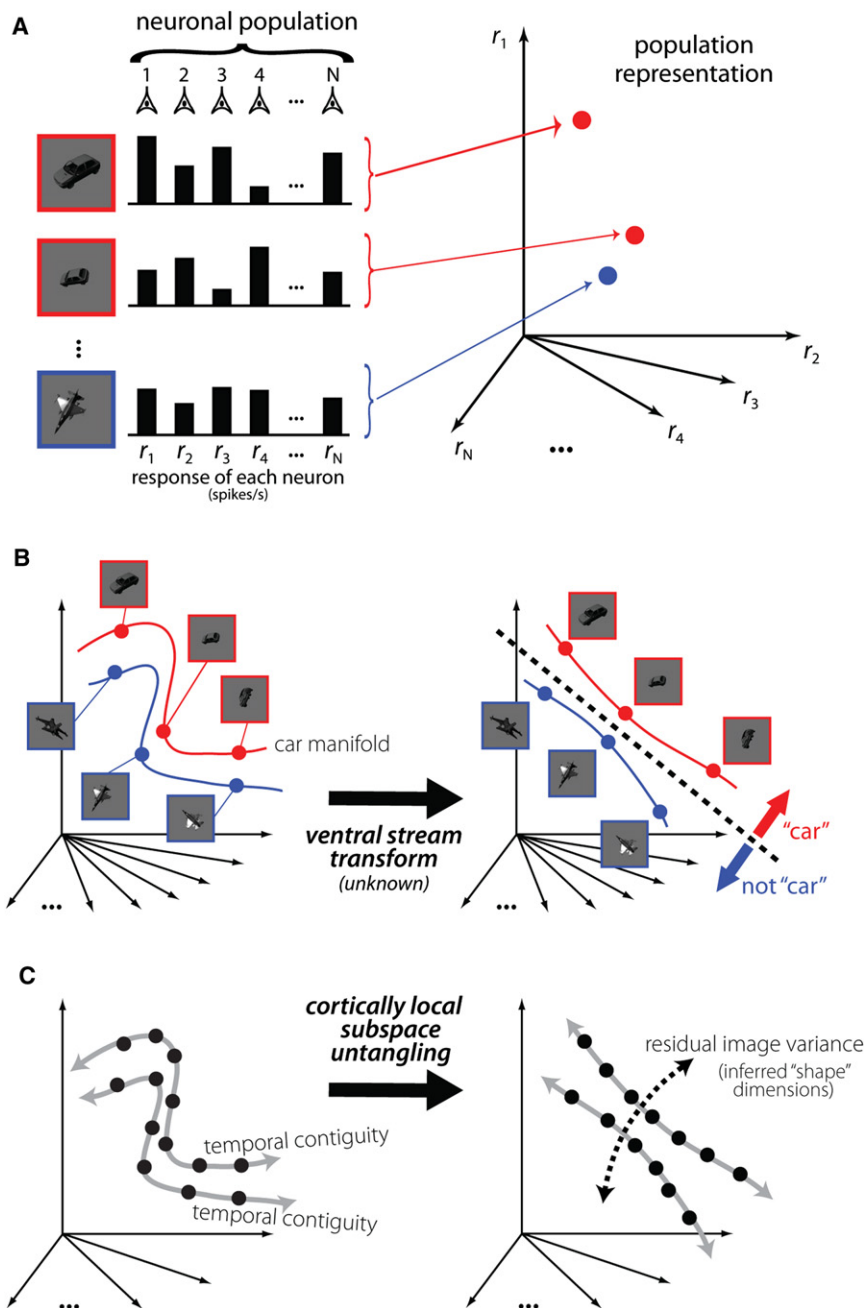 A
neuronal population
1 2 3 4 ... N
...
...
...
...
r1 r2 r3 r4 ... rN
response of each neuron
(spikes/s)
population
representation
r1
r2
r3
r4
rN
...
B
car manifold
...
ventral stream
transform
(unknown)
"car"
not "car"
...
C
temporal contiguity
temporal contiguity
...
cortically local
subspace
untangling
residual image variance
(inferred "shape"
dimensions)
...